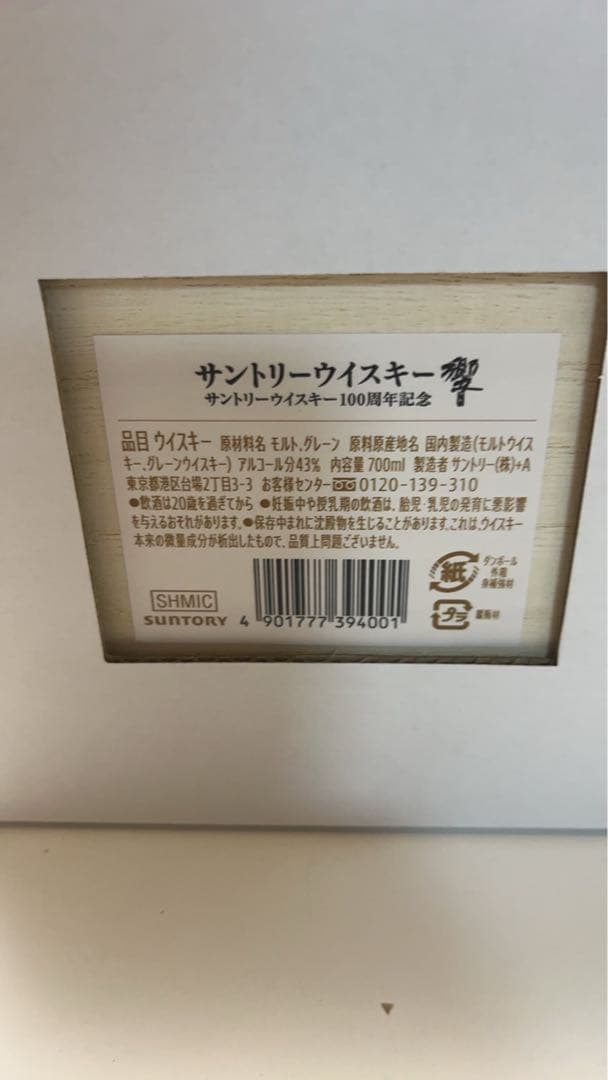 サントリーウイスキー 響
サントリーウイスキー100周年記念
品目 ウイスキー 原材料名 モルト、グレーン 原料原産地名 国内製造(モルトウイス
キー、グレーンウイスキー) アルコール分43% 内容量 700ml 製造者 サントリー(株)+A
東京都港区台場2丁目3-3 お客様センター 0120-139-310
●飲酒は20歳を過ぎてから ●妊娠中や授乳期の飲酒は、胎児・乳児の発育に悪影響
を与えるおそれがあります。●保存中まれに沈殿物を生じることがあります。これは、ウイスキー
本来の微量成分が析出したもので、品質上問題ございません。
紙
ダンボール
外箱
身補強材
SHMIC
SUNTORY
4 901777 394001
プラ